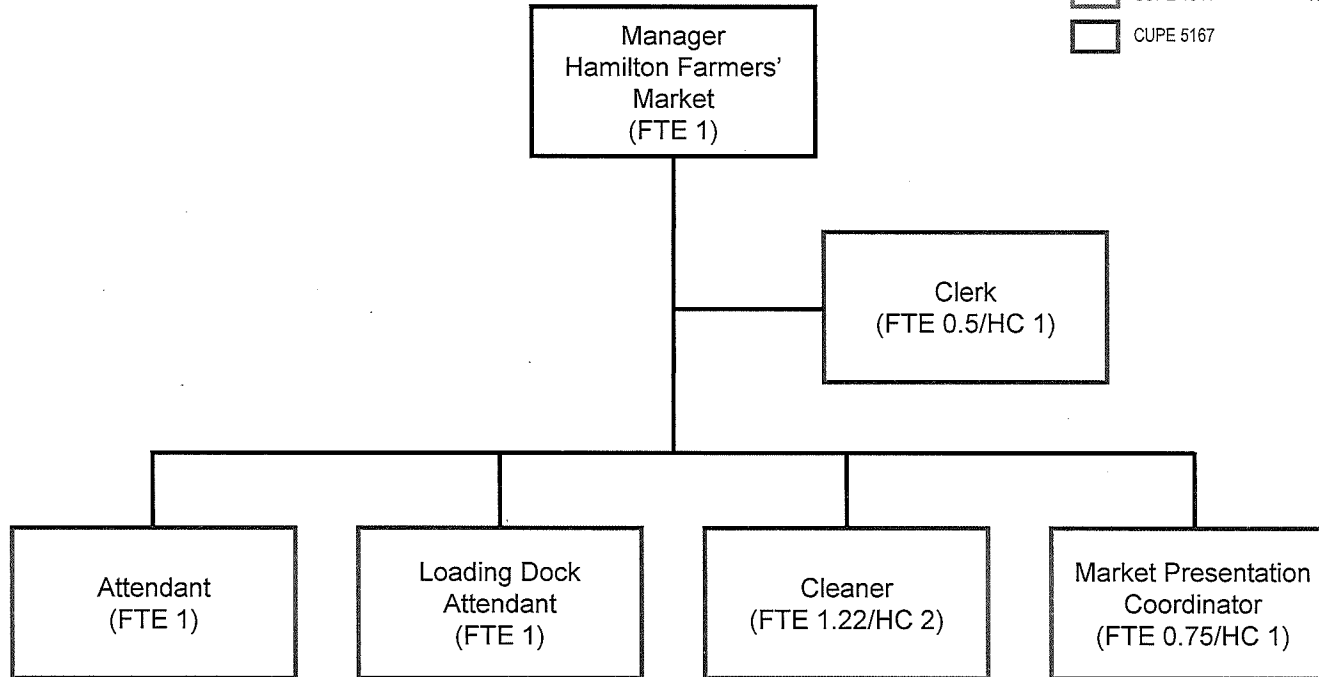 CUPE 5167
Manager
Hamilton Farmers'
Market
(FTE 1)
Clerk
(FTE 0.5/HC 1)
Attendant
(FTE 1)
Loading Dock
Attendant
(FTE 1)
Cleaner
(FTE 1.22/HC 2)
Market Presentation
Coordinator
(FTE 0.75/HC 1)